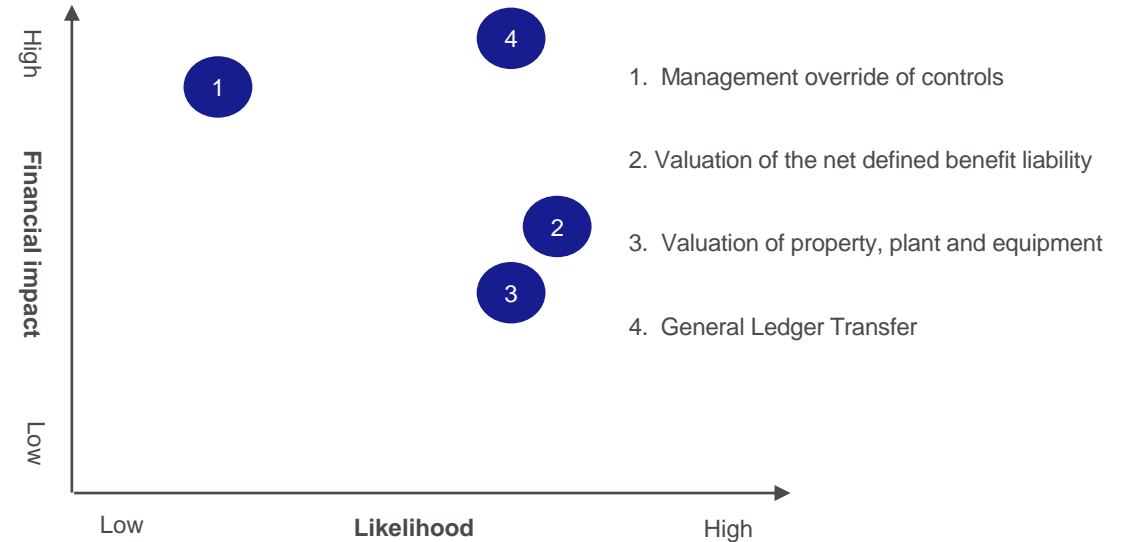 High
4
1
1. Management override of controls
Financial impact
2. Valuation of the net defined benefit liability
2
3. Valuation of property, plant and equipment
3
4. General Ledger Transfer
Low
Low
Likelihood
High